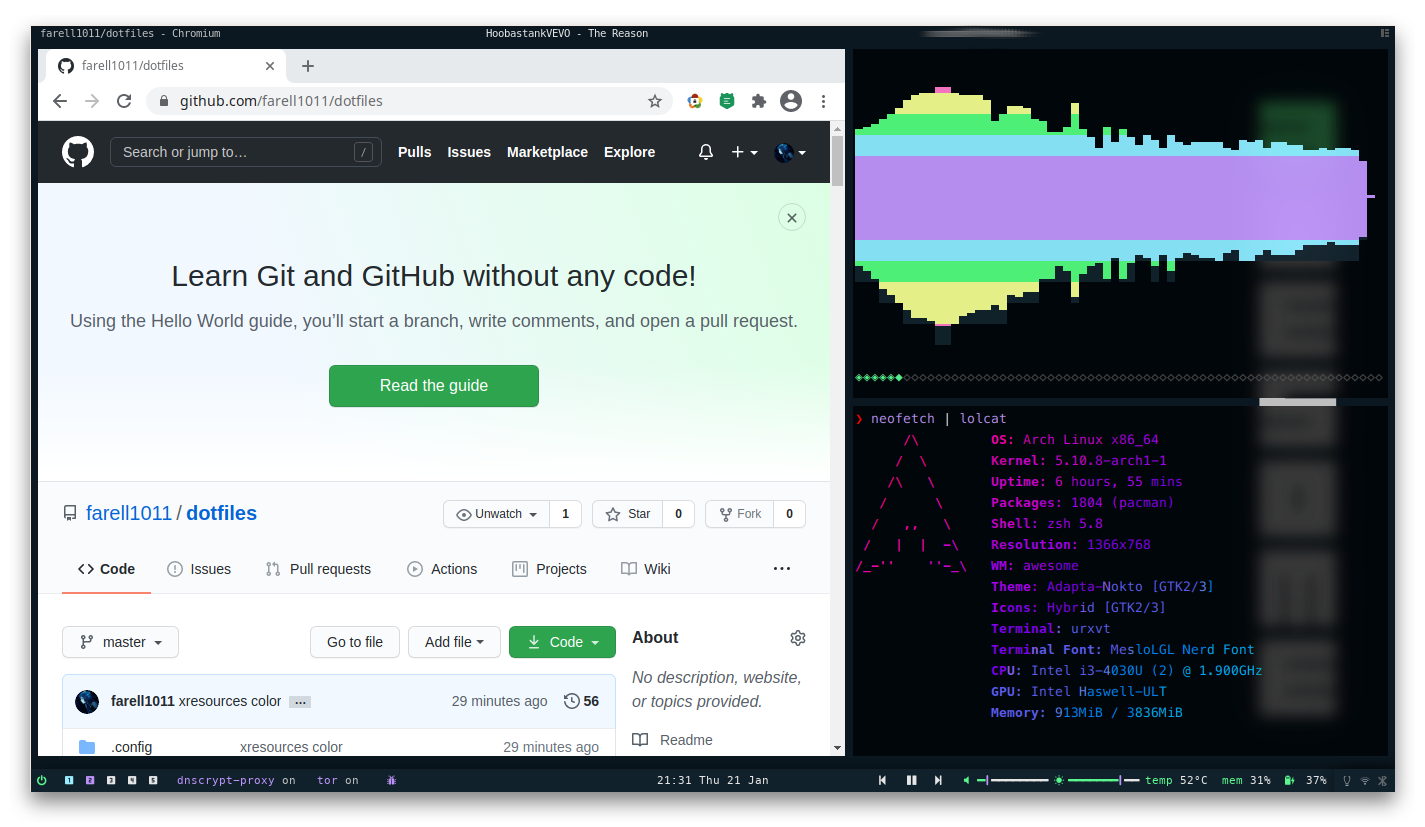 farell1011/dotfiles - Chromium
HoobastankVEVO - The Reason
farell1011/dotfiles
github.com/farell1011/dotfiles
Search or jump to… /
Pulls Issues Marketplace Explore
Learn Git and GitHub without any code!
Using the Hello World guide, you’ll start a branch, write comments, and open a pull request.
Read the guide
farell1011 / dotfiles
Unwatch 1 Star 0 Fork 0
Code Issues Pull requests Actions Projects Wiki ...
master Go to file Add file Code
farell1011 xresources color ... 29 minutes ago 56
.config xresources color 29 minutes ago
About
No description, website,
or topics provided.
Readme
❯ neofetch | lolcat
/\
/  \
/\   \
/      \
/   ,,   \
/   |  |  -\
/_-''    ''-_\
OS: Arch Linux x86_64
Kernel: 5.10.8-arch1-1
Uptime: 6 hours, 55 mins
Packages: 1804 (pacman)
Shell: zsh 5.8
Resolution: 1366x768
WM: awesome
Theme: Adapta-Nokto [GTK2/3]
Icons: Hybrid [GTK2/3]
Terminal: urxvt
Terminal Font: MesloLGL Nerd Font
CPU: Intel i3-4030U (2) @ 1.900GHz
GPU: Intel Haswell-ULT
Memory: 913MiB / 3836MiB
1 2 3 4 5 dnscrypt-proxy on tor on
21:31 Thu 21 Jan
temp 52°C mem 31% 37%